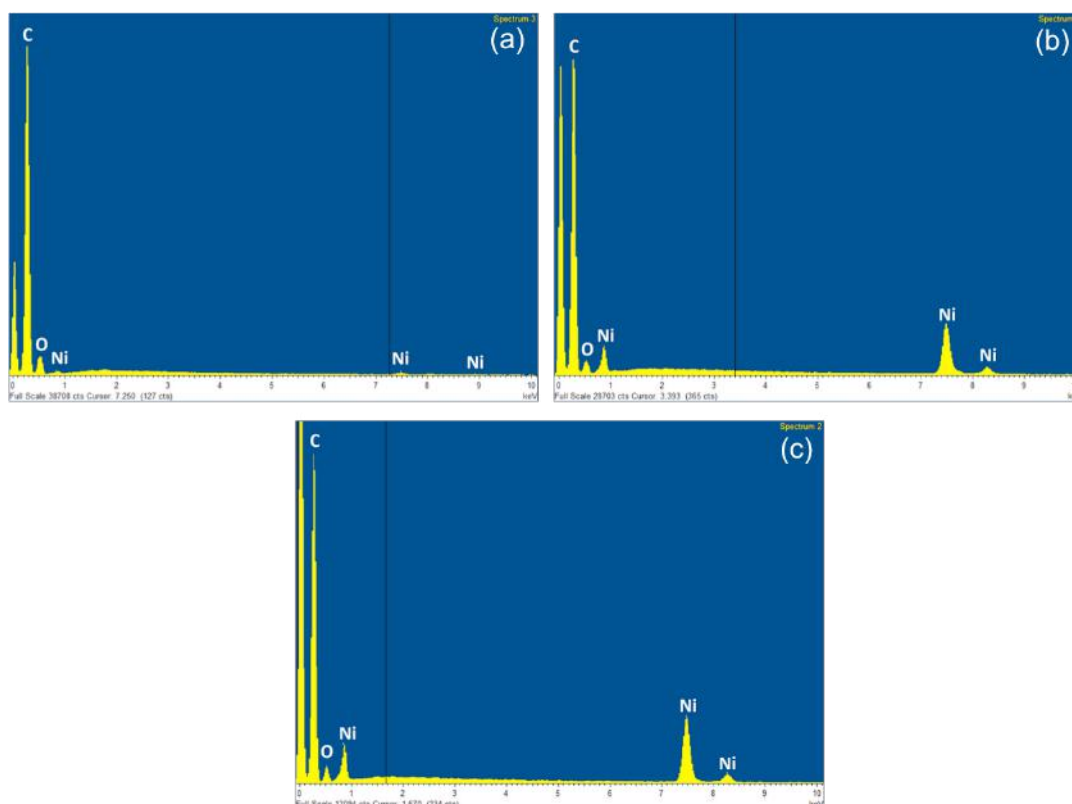 Spectrum 3
(a)
C
O
Ni
Ni
Ni
0 1 2 3 4 5 6 7 8 9 10
Full Scale 38708 cts Cursor: 7.250 (127 cts)
keV
(b)
C
O
Ni
Ni
Ni
0 1 2 3 4 5 6 7 8 9
Full Scale 28703 cts Cursor: 3.393 (365 cts)
Spectrum 2
(c)
C
O
Ni
Ni
Ni
0 1 2 3 4 5 6 7 8 9 10
keV